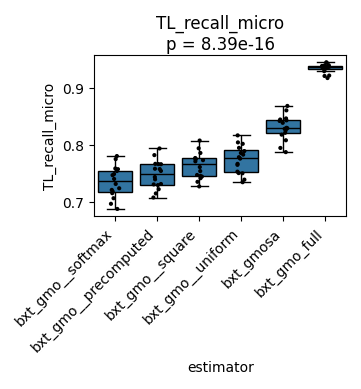 TL_recall_micro
p = 8.39e-16
TL_recall_micro
0.9
0.8
0.7
bxt_gmo__softmax
bxt_gmo__precomputed
bxt_gmo__square
bxt_gmo__uniform
bxt_gmosa
bxt_gmo_full
estimator